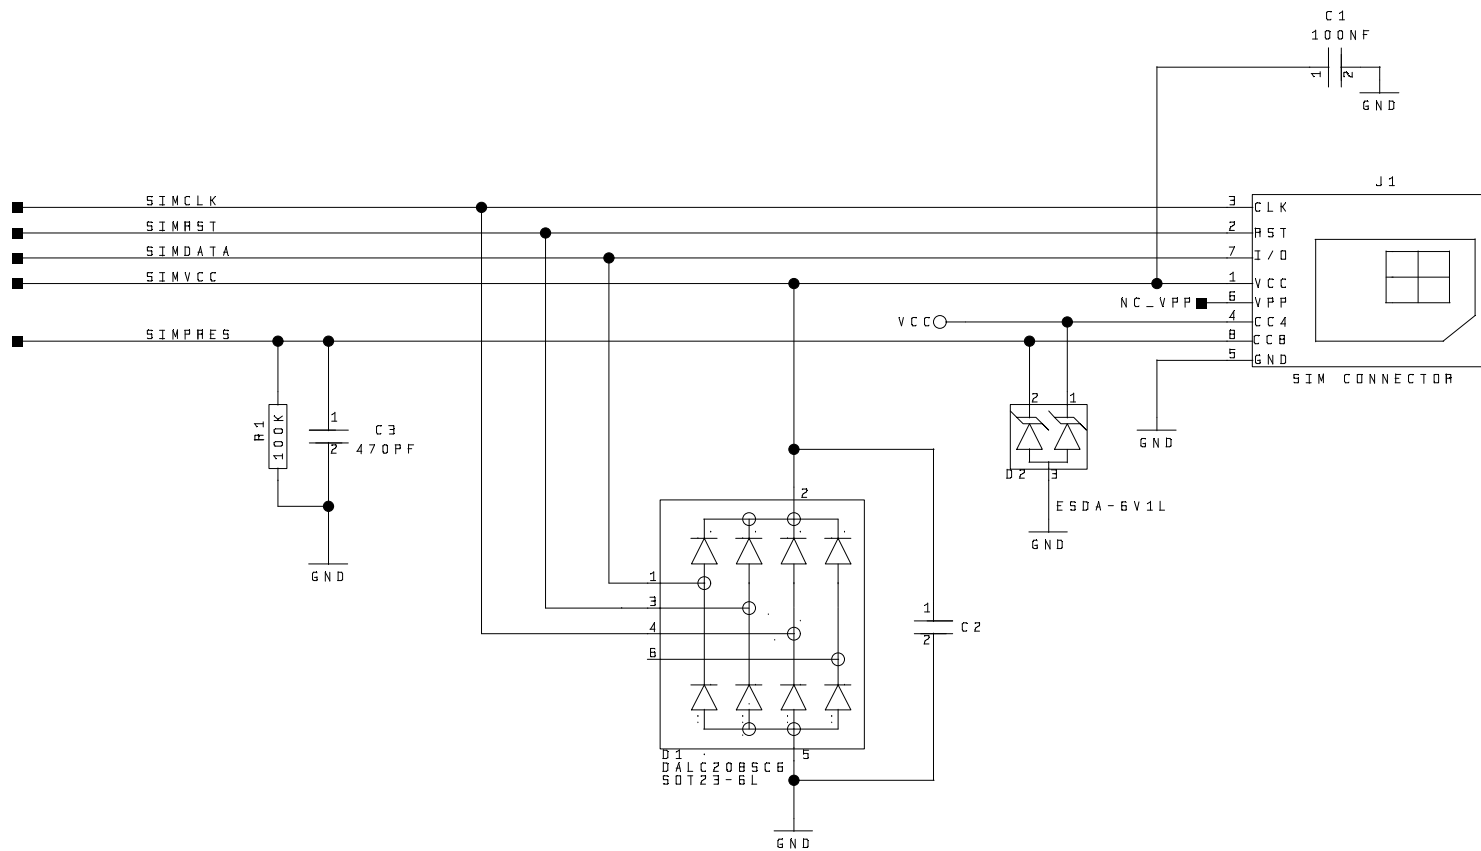 C1
100NF
1
2
GND
J1
SIMCLK
3
CLK
SIMRST
2
RST
SIMDATA
7
I/O
SIMVCC
1
VCC
NC_VPP
6
VPP
VCC
4
CC4
SIMPRES
8
CC8
5
GND
SIM CONNECTOR
2
1
R1
100K
1
2
C3
470PF
GND
D2
3
2
ESDA-6V1L
GND
GND
1
3
4
6
1
2
C2
D1
5
DALC208SC6
SOT23-6L
GND